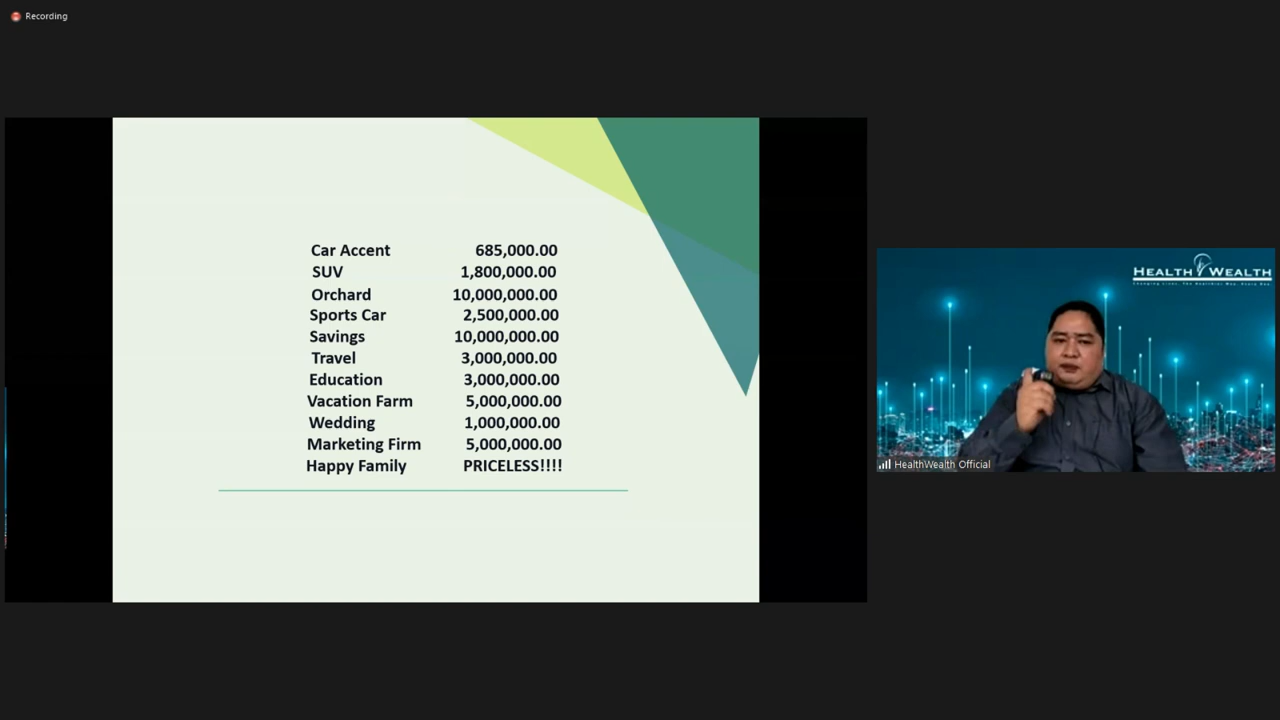 Recording
Car Accent 685,000.00
SUV 1,800,000.00
Orchard 10,000,000.00
Sports Car 2,500,000.00
Savings 10,000,000.00
Travel 3,000,000.00
Education 3,000,000.00
Vacation Farm 5,000,000.00
Wedding 1,000,000.00
Marketing Firm 5,000,000.00
Happy Family PRICELESS!!!!
HEALTH WEALTH
HealthWealth Official